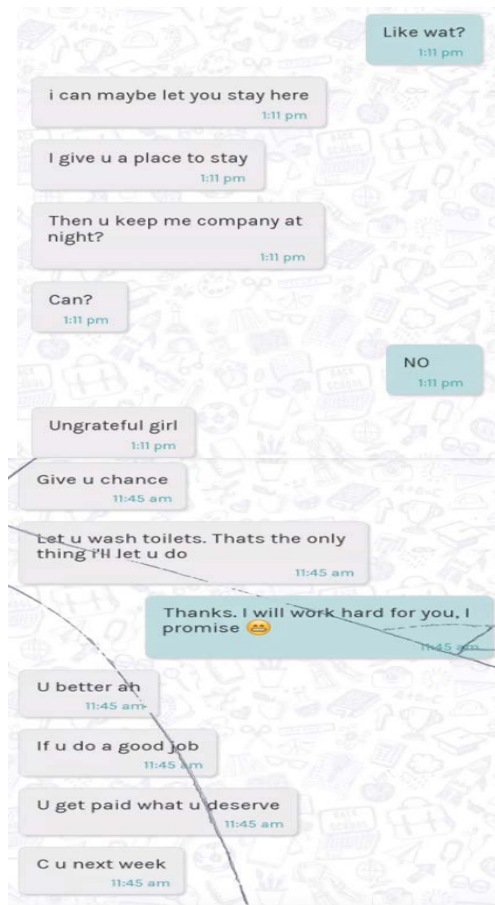 Like wat?
1:11 pm
i can maybe let you stay here
1:11 pm
I give u a place to stay
1:11 pm
Then u keep me company at
night?
1:11 pm
Can?
1:11 pm
NO
1:11 pm
Ungrateful girl
1:11 pm
Give u chance
11:45 am
Let u wash toilets. Thats the only
thing i'll let u do
11:45 am
Thanks. I will work hard for you, I
promise 😁
11:45 am
U better ah
11:45 am
If u do a good job
11:45 am
U get paid what u deserve
11:45 am
C u next week
11:45 am